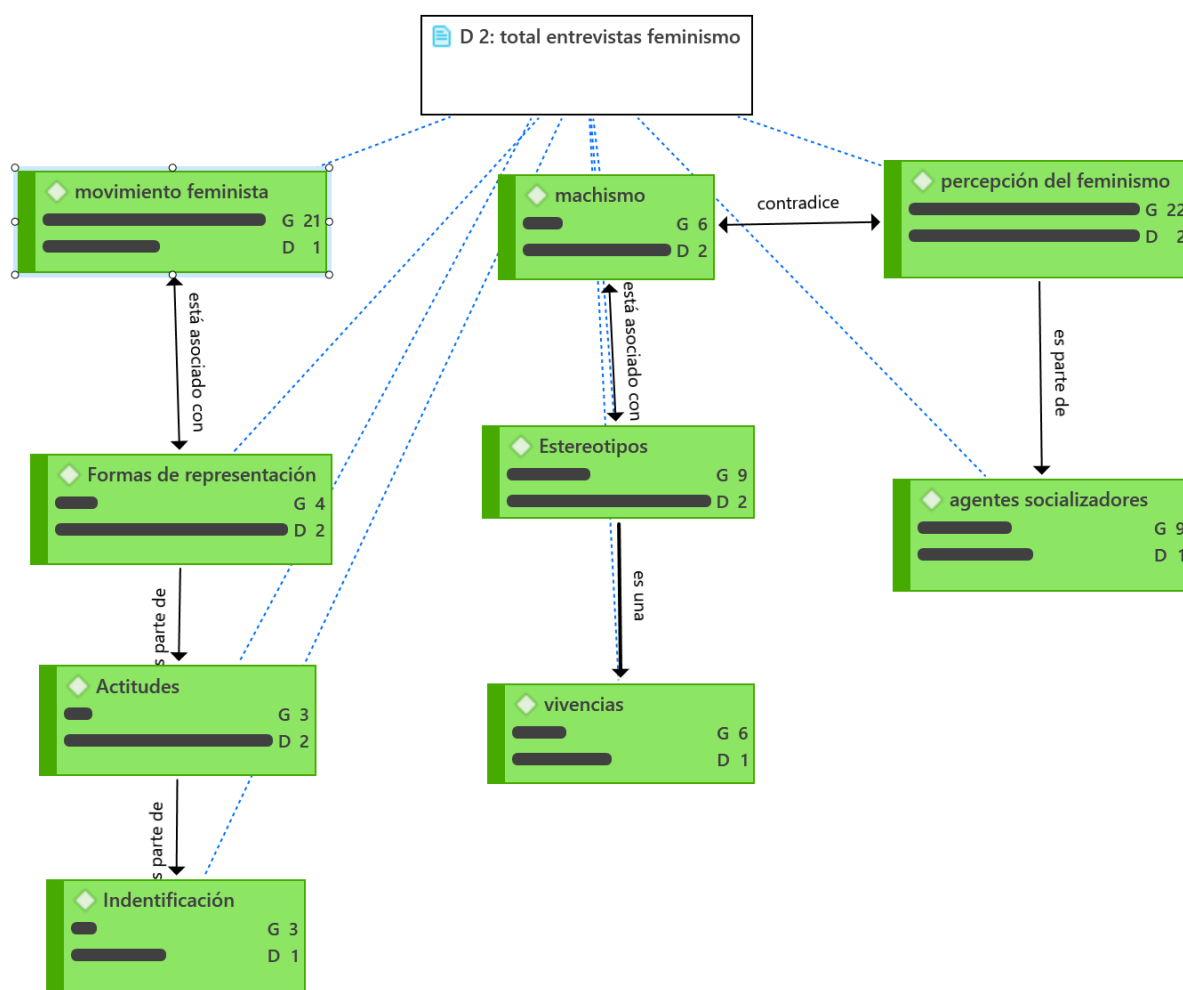 D 2: total entrevistas feminismo
movimiento feminista
G 21
D 1
machismo
G 6
D 2
contradice
percepción del feminismo
G 22
D 2
está asociado con
está asociado con
es parte de
Formas de representación
G 4
D 2
Estereotipos
G 9
D 2
agentes socializadores
G 9
D 1
s parte de
es una
Actitudes
G 3
D 2
vivencias
G 6
D 1
s parte de
Indentificación
G 3
D 1